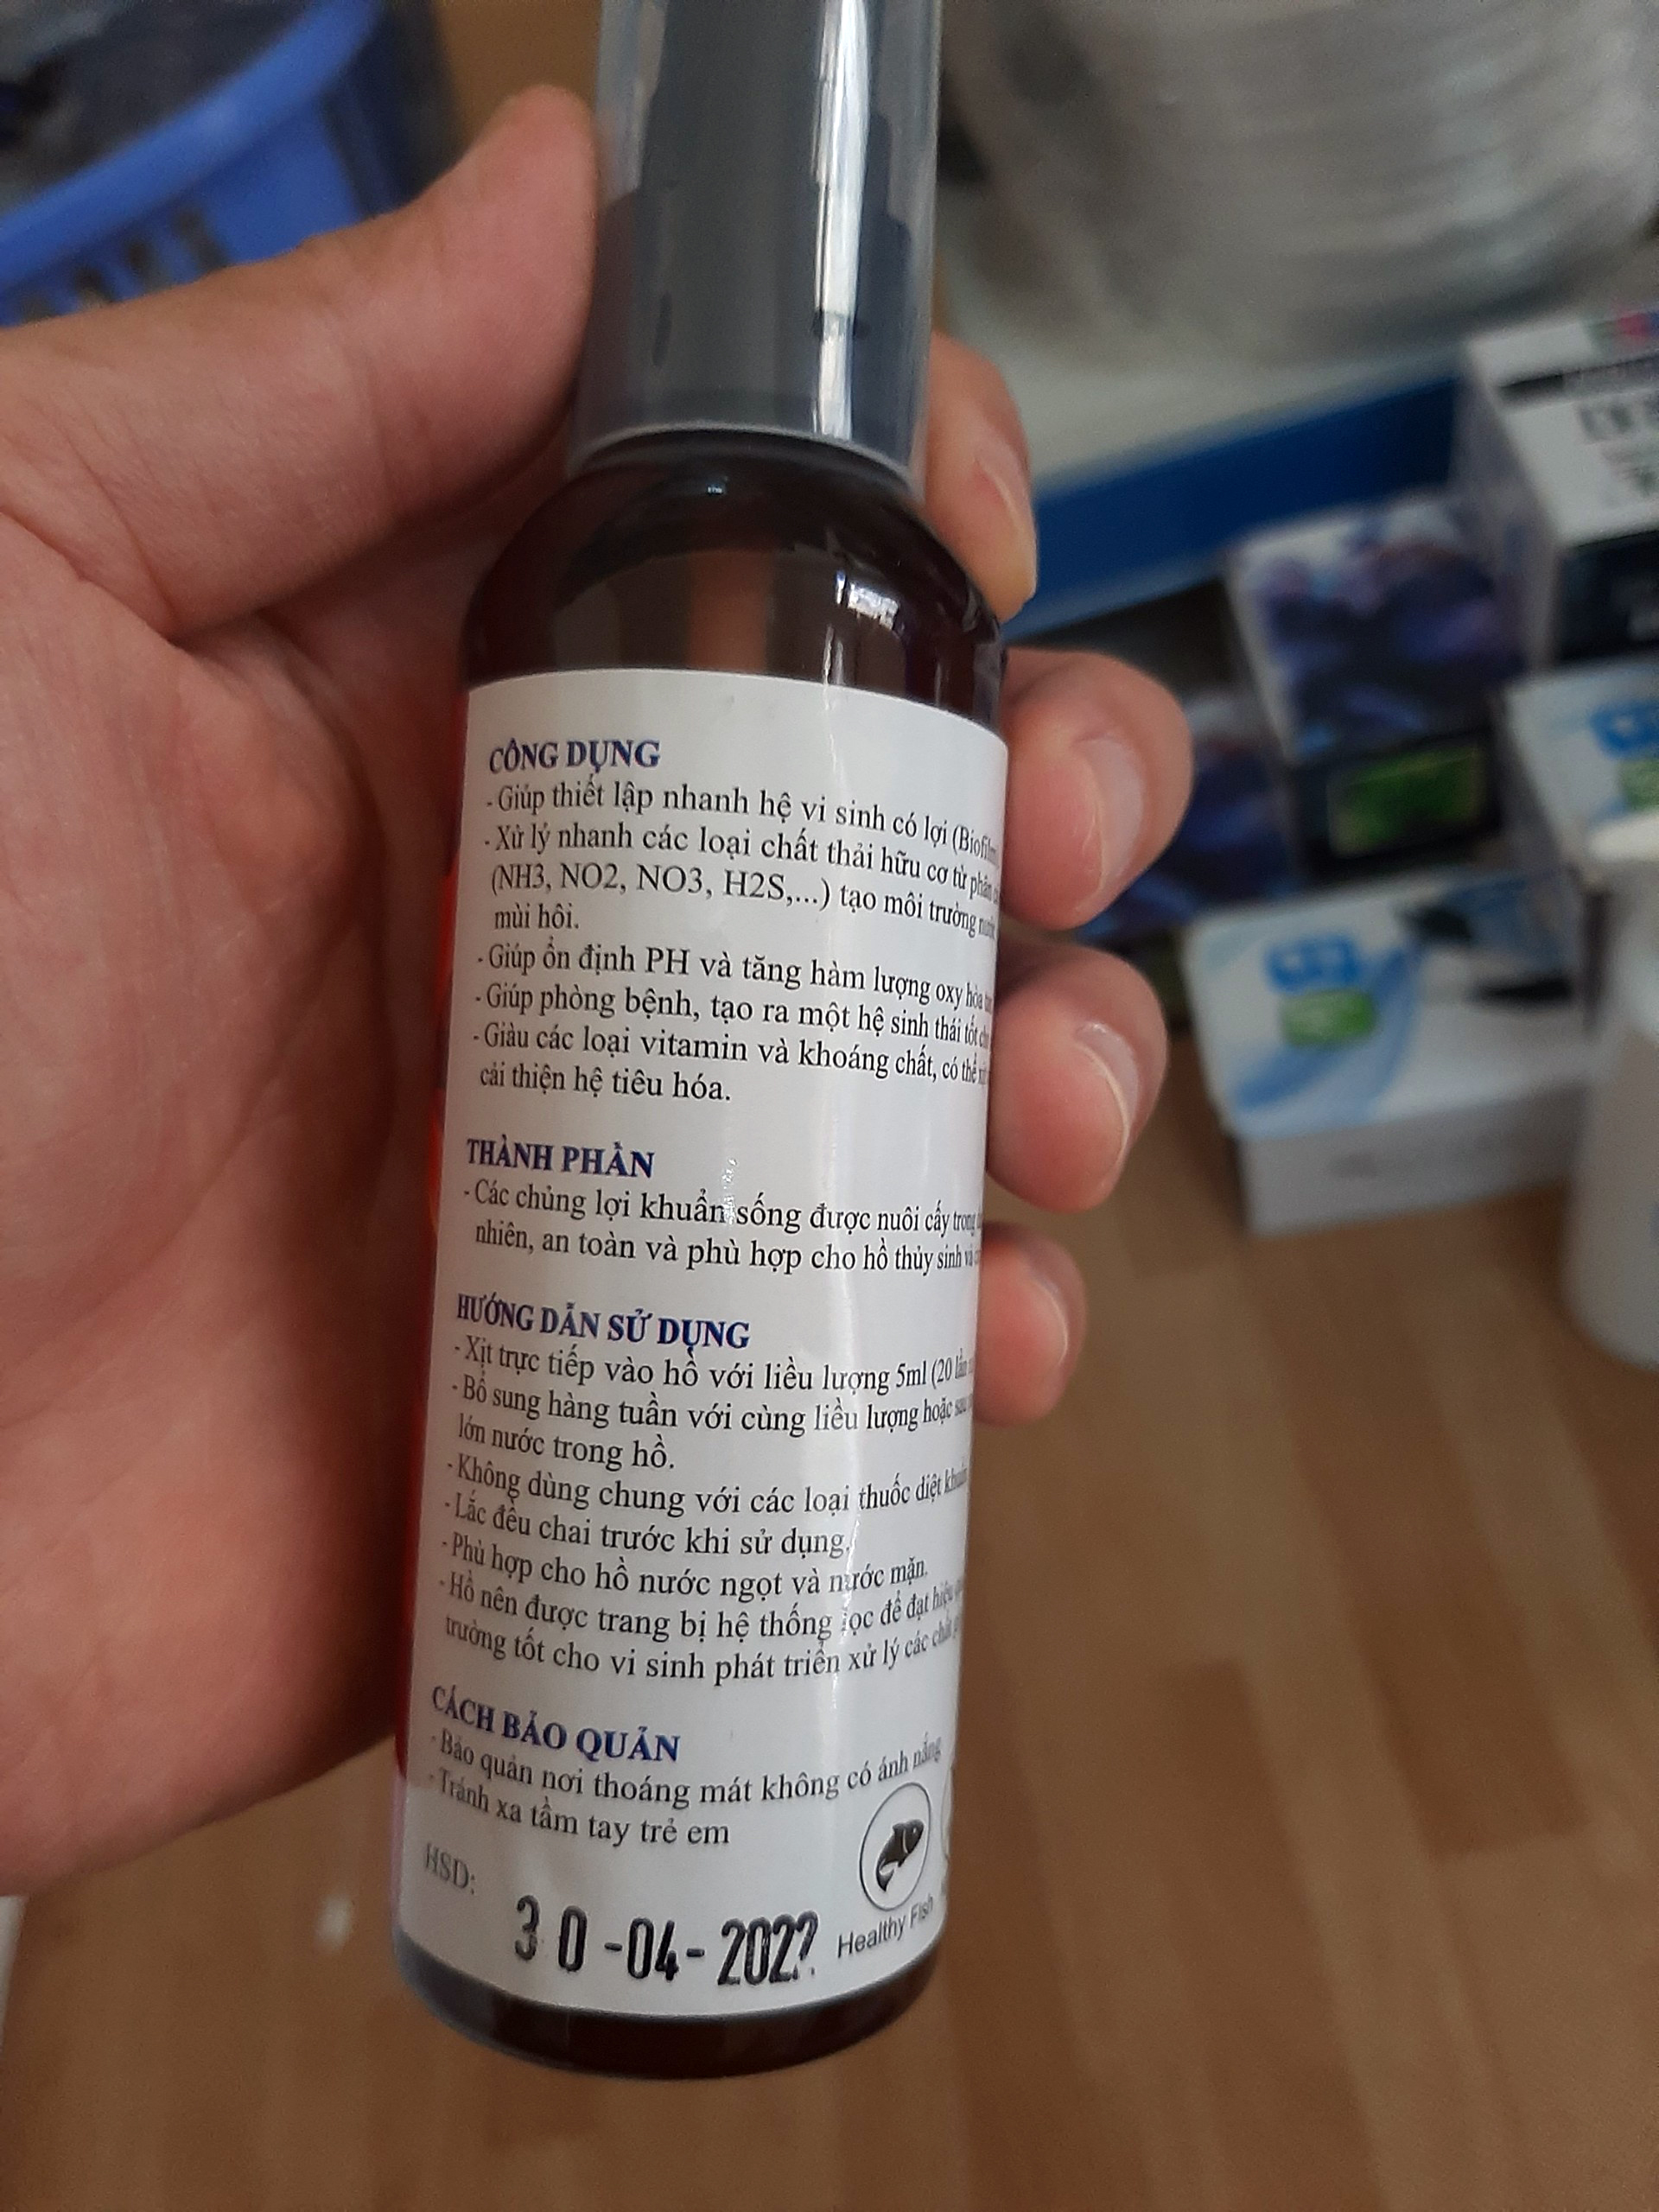 CÔNG DỤNG
- Giúp thiết lập nhanh hệ vi sinh có lợi (Biofilm
- Xử lý nhanh các loại chất thải hữu cơ từ phân
(NH3, NO2, NO3, H2S,...) tạo môi trường
mùi hôi.
- Giúp ổn định PH và tăng hàm lượng oxy hòa
- Giúp phòng bệnh, tạo ra một hệ sinh thái tốt
- Giàu các loại vitamin và khoáng chất, có thể
cải thiện hệ tiêu hóa.
THÀNH PHẦN
- Các chủng lợi khuẩn sống được nuôi cấy trong
nhiên, an toàn và phù hợp cho hồ thủy sinh và
HƯỚNG DẪN SỬ DỤNG
- Xịt trực tiếp vào hồ với liều lượng 5ml (20 lần
- Bổ sung hàng tuần với cùng liều lượng hoặc sau
lớn nước trong hồ.
- Không dùng chung với các loại thuốc diệt khuẩn
- Lắc đều chai trước khi sử dụng.
- Phù hợp cho hồ nước ngọt và nước mặn.
- Hồ nên được trang bị hệ thống lọc để đạt hiệu
trường tốt cho vi sinh phát triển xử lý các chất
CÁCH BẢO QUẢN
- Bảo quản nơi thoáng mát không có ánh nắng
- Tránh xa tầm tay trẻ em
HSD:
30-04-202
Healthy Fish